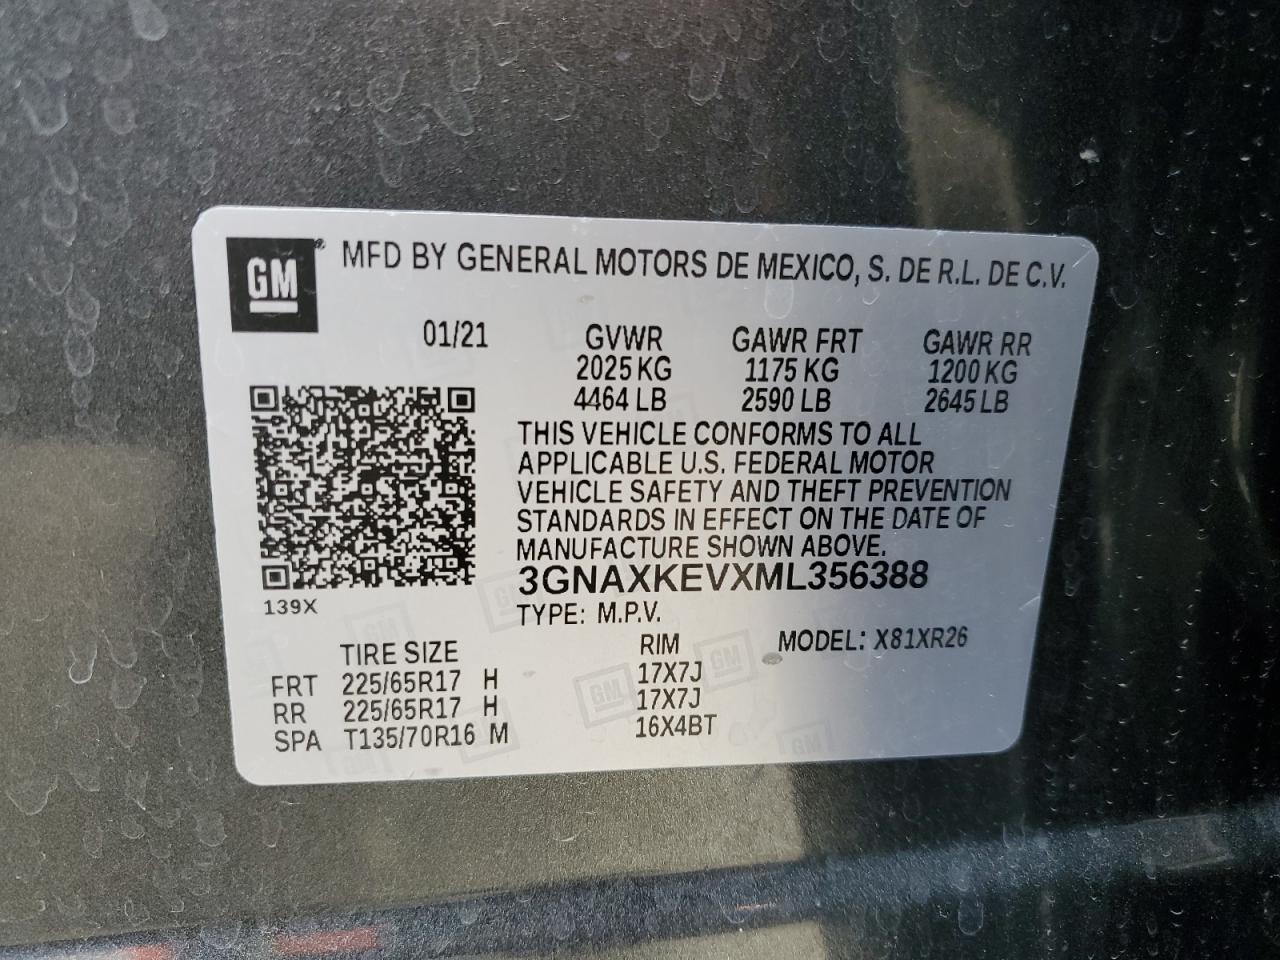 GM
MFD BY GENERAL MOTORS DE MEXICO, S. DE R.L. DE C.V.
01/21 GVWR GAWR FRT GAWR RR
2025 KG 1175 KG 1200 KG
4464 LB 2590 LB 2645 LB
THIS VEHICLE CONFORMS TO ALL
APPLICABLE U.S. FEDERAL MOTOR
VEHICLE SAFETY AND THEFT PREVENTION
STANDARDS IN EFFECT ON THE DATE OF
MANUFACTURE SHOWN ABOVE.
3GNAXKEVXML356388
139X
TYPE: M.P.V.
TIRE SIZE RIM MODEL: X81XR26
FRT 225/65R17 H 17X7J
RR 225/65R17 H 17X7J
SPA T135/70R16 M 16X4BT